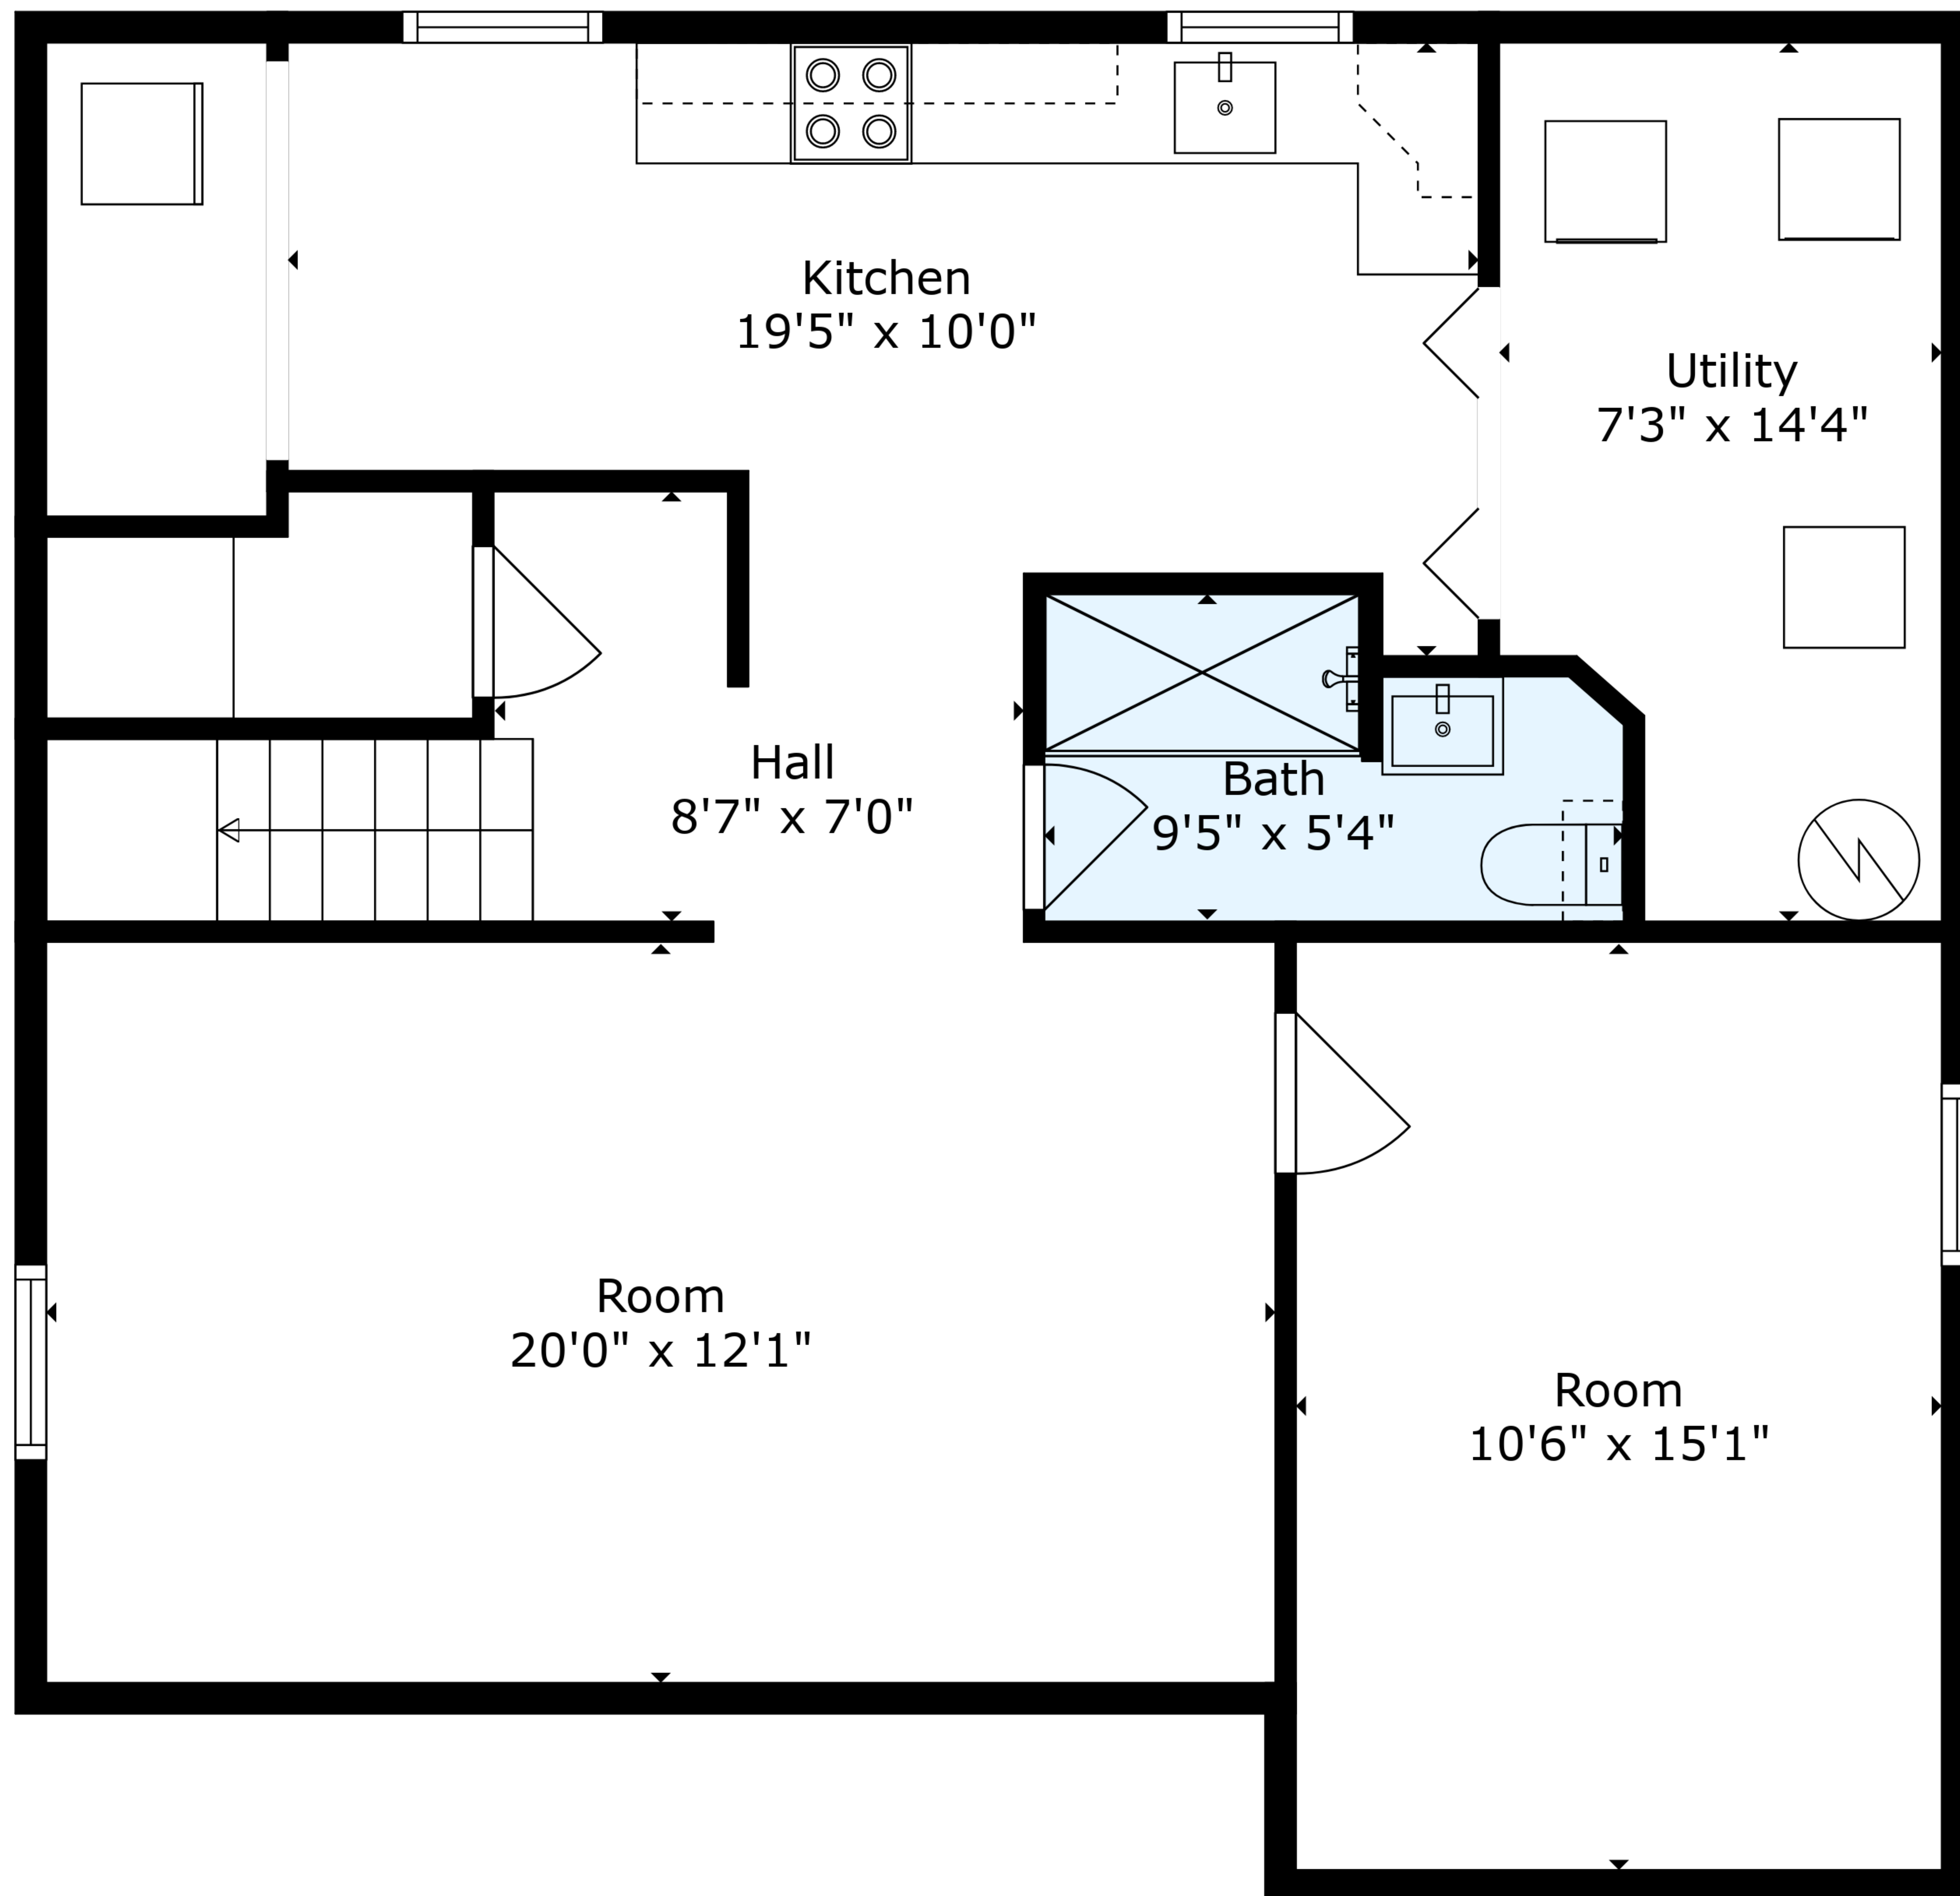 Kitchen
19'5" x 10'0"
Utility
7'3" x 14'4"
Hall
8'7" x 7'0"
Bath
9'5" x 5'4"
Room
20'0" x 12'1"
Room
10'6" x 15'1"